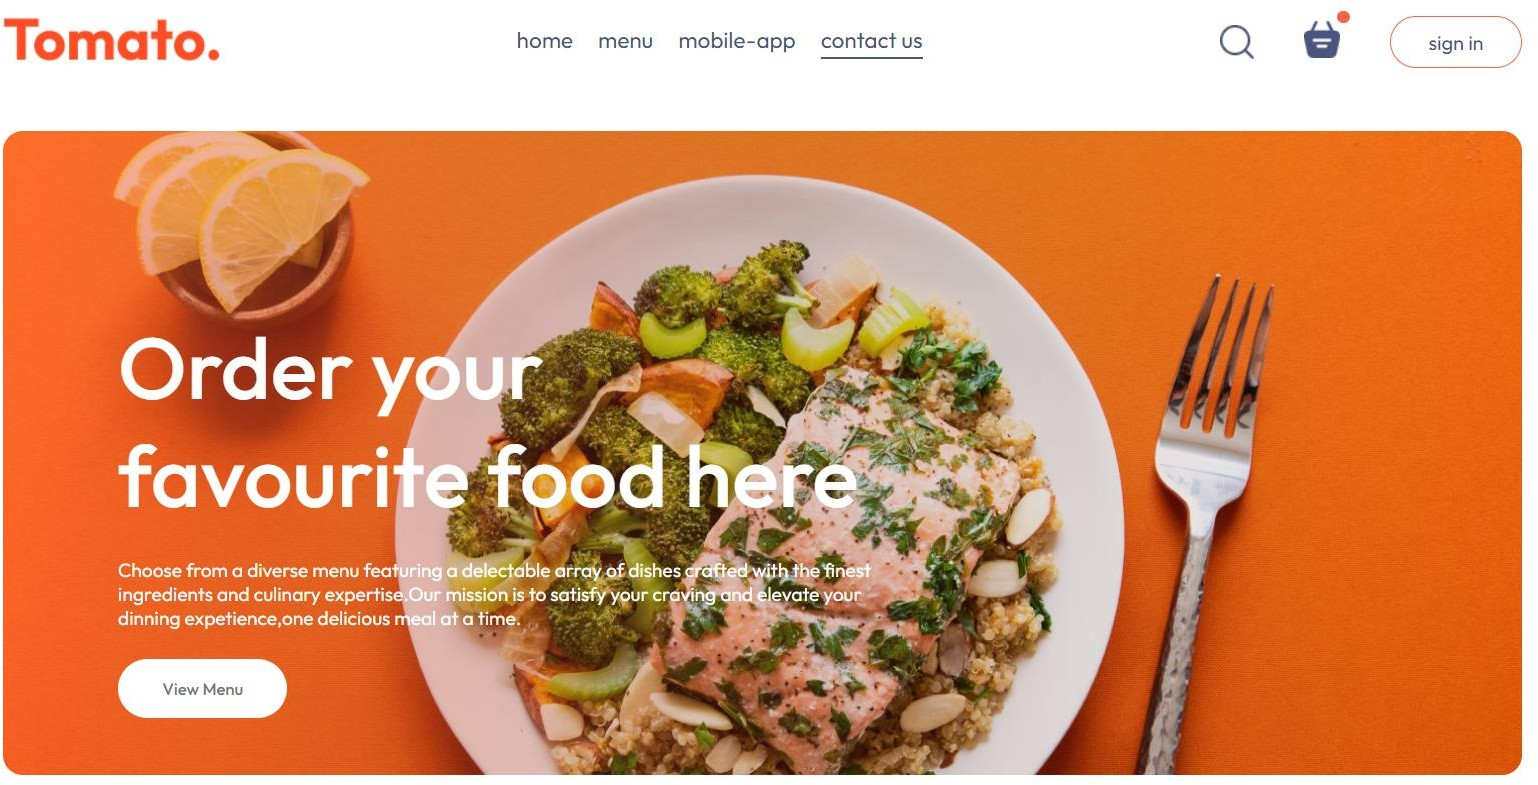 Tomato.
home menu mobile-app contact us
sign in
Order your
favourite food here
Choose from a diverse menu featuring a delectable array of dishes crafted with the finest
ingredients and culinary expertise.Our mission is to satisfy your craving and elevate your
dinning expetience,one delicious meal at a time.
View Menu